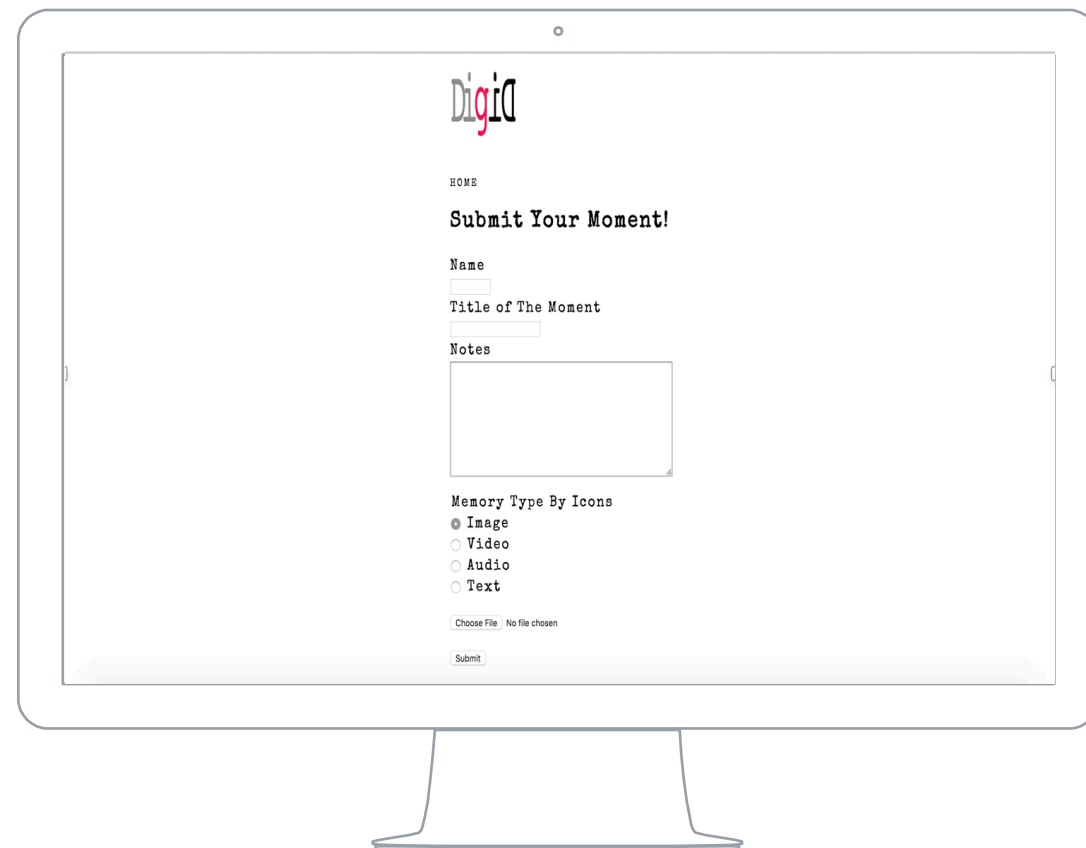 DigiD
HOME
Submit Your Moment!
Name
Title of The Moment
Notes
Memory Type By Icons
Image
Video
Audio
Text
Choose File No file chosen
Submit